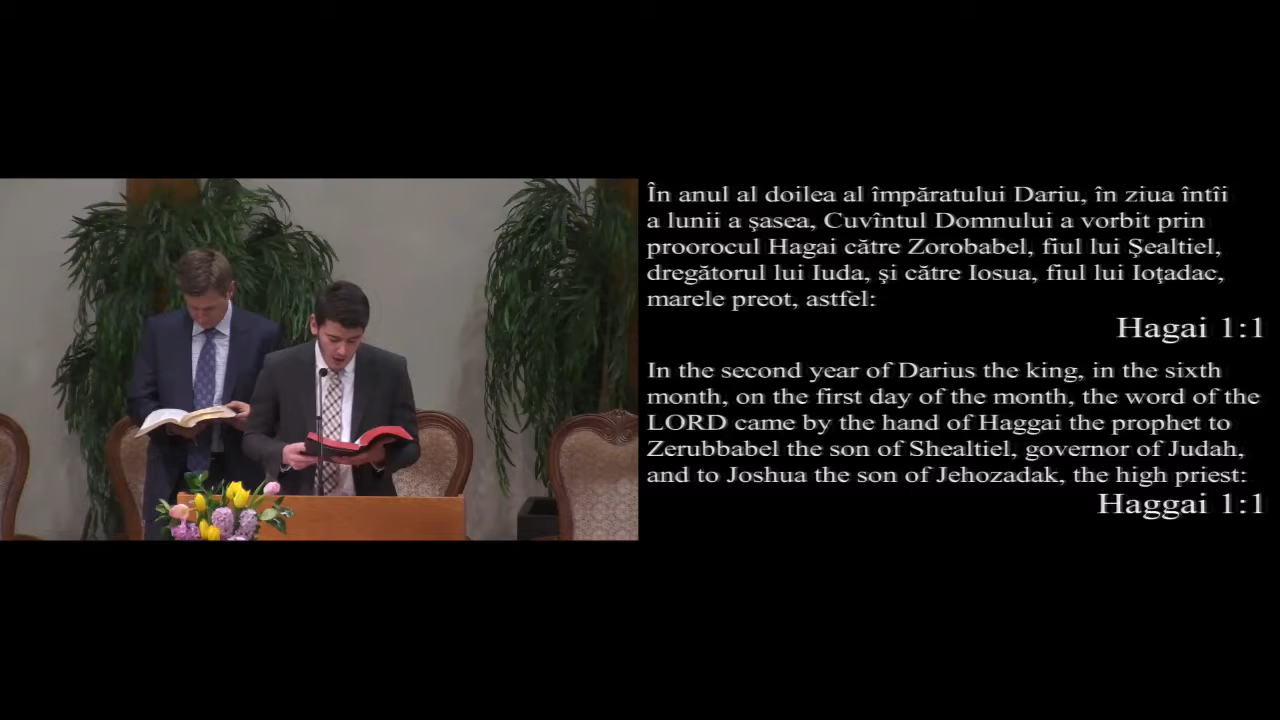 În anul al doilea al împăratului Dariu, în ziua întîi
a lunii a şasea, Cuvîntul Domnului a vorbit prin
proorocul Hagai către Zorobabel, fiul lui Şealtiel,
dregătorul lui Iuda, şi către Iosua, fiul lui Ioţadac,
marele preot, astfel:
Hagai 1:1
In the second year of Darius the king, in the sixth
month, on the first day of the month, the word of the
LORD came by the hand of Haggai the prophet to
Zerubbabel the son of Shealtiel, governor of Judah,
and to Joshua the son of Jehozadak, the high priest:
Haggai 1:1